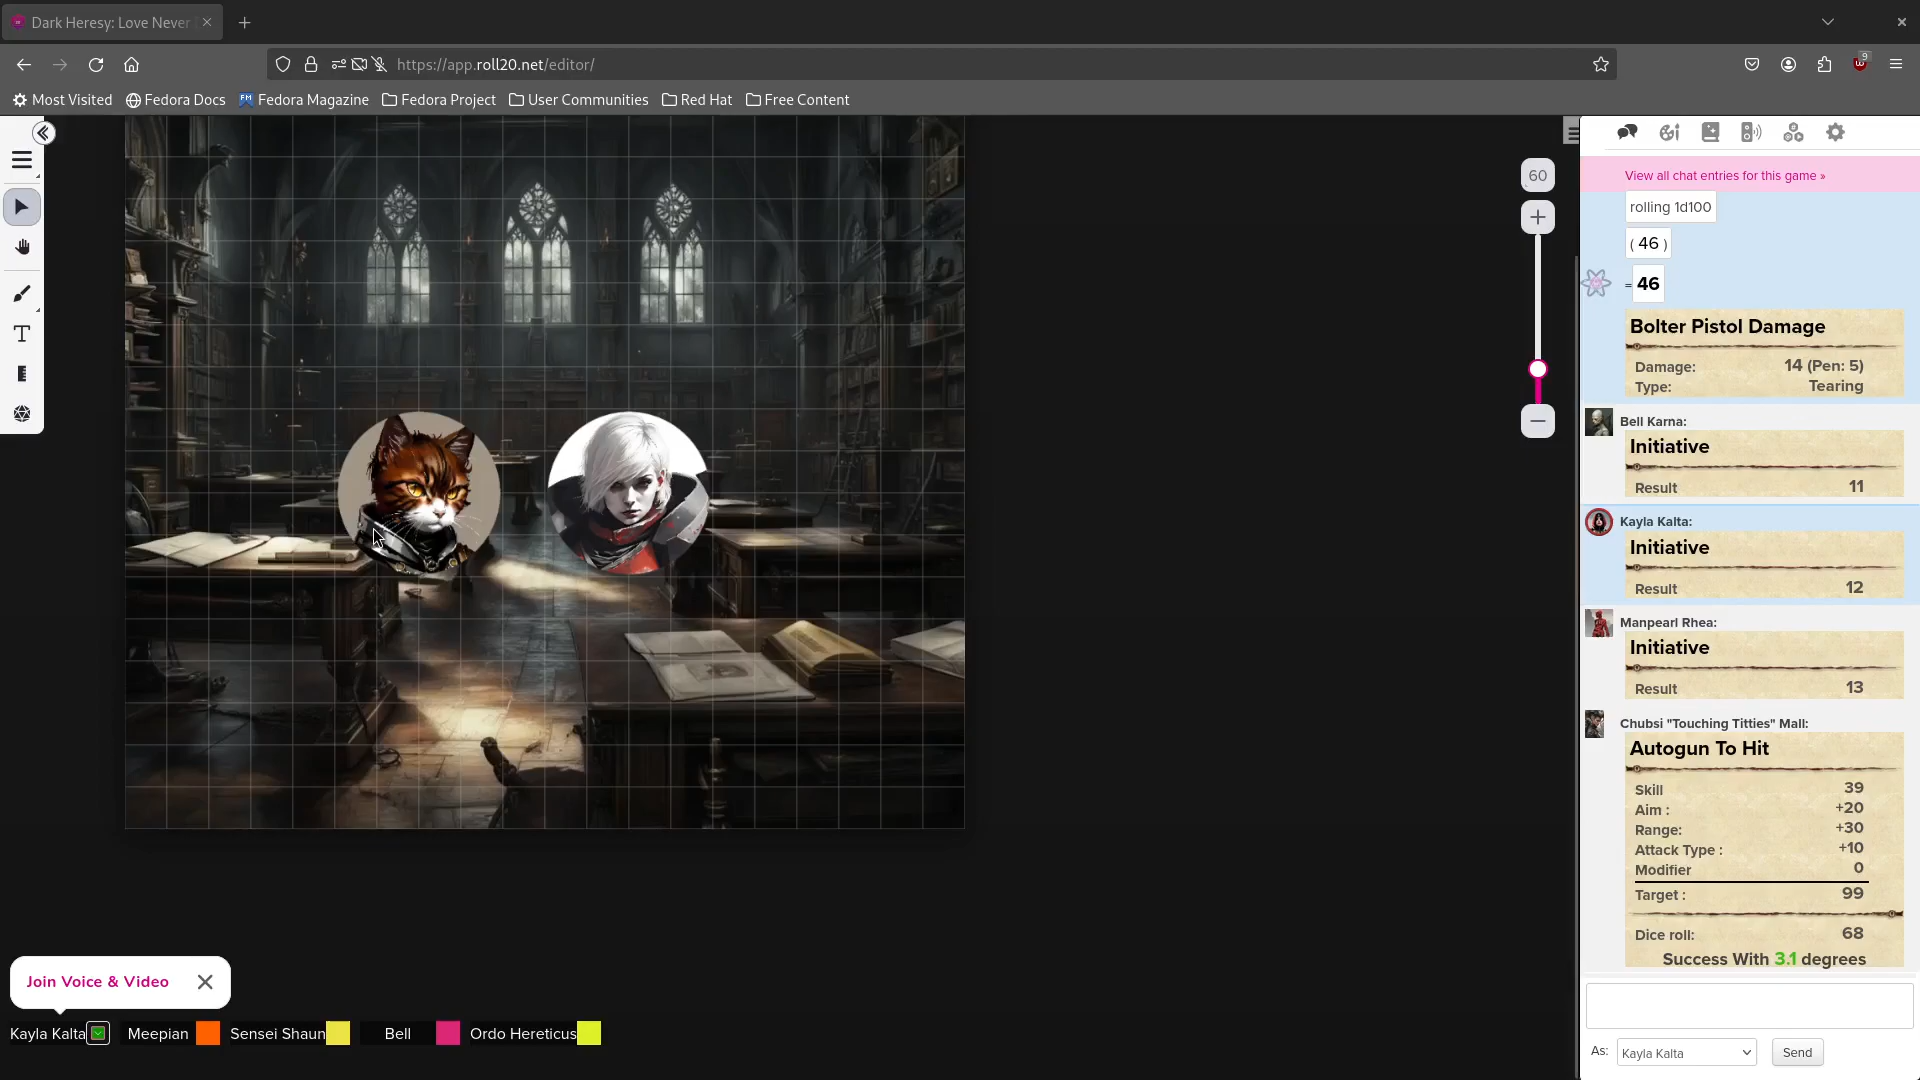 Dark Heresy: Love Never
https://app.roll20.net/editor/
9
Most Visited
Fedora Docs
Fedora Magazine
Fedora Project
User Communities
Red Hat
Free Content
60
View all chat entries for this game »
rolling 1d100
( 46 )
= 46
Bolter Pistol Damage
Damage: 14 (Pen: 5)
Type: Tearing
Bell Karna:
Initiative
Result 11
Kayla Kalta:
Initiative
Result 12
Manpearl Rhea:
Initiative
Result 13
Chubsi "Touching Titties" Mall:
Autogun To Hit
Skill 39
Aim : +20
Range: +30
Attack Type : +10
Modifier 0
Target : 99
Dice roll: 68
Success With 3.1 degrees
Join Voice & Video
Kayla Kalta Meepian Sensei Shaun Bell Ordo Hereticus
As: Kayla Kalta Send